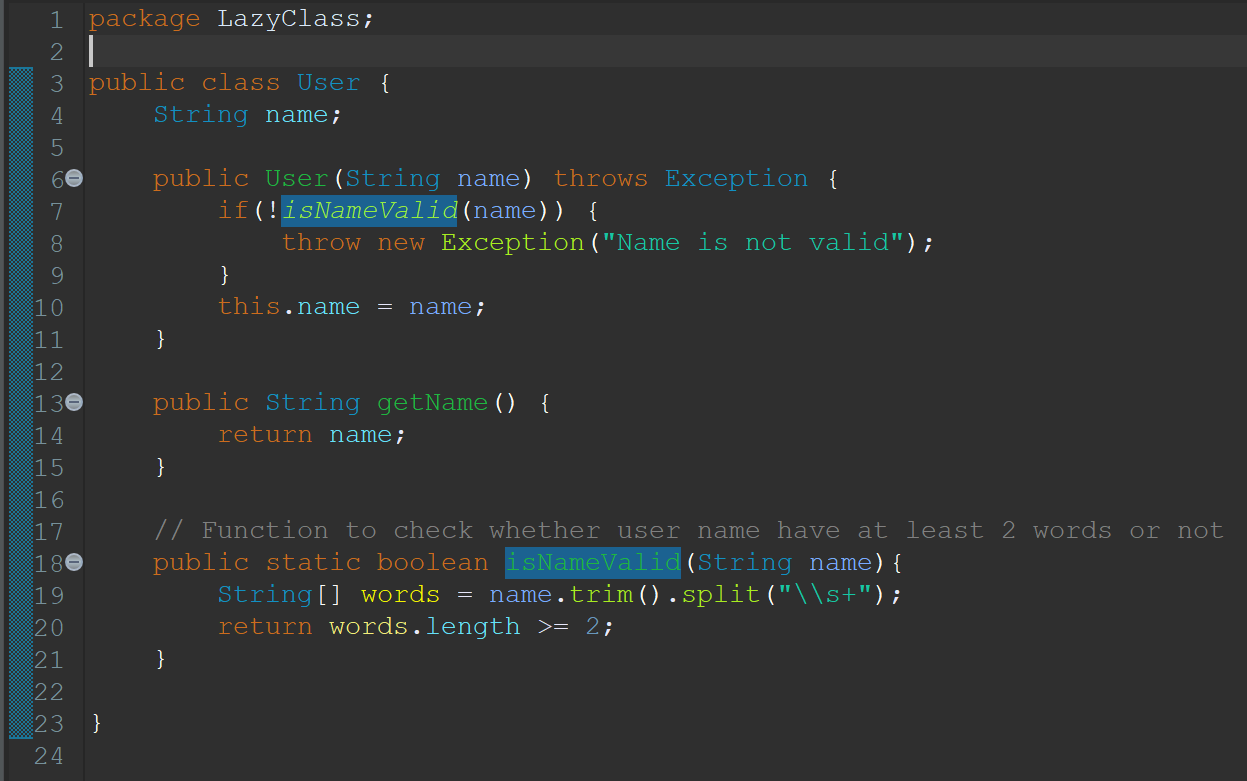 1 package LazyClass;
2
3 public class User {
4     String name;
5
6     public User(String name) throws Exception {
7         if(!isNameValid(name)) {
8             throw new Exception("Name is not valid");
9         }
10         this.name = name;
11     }
12
13     public String getName() {
14         return name;
15     }
16
17     // Function to check whether user name have at least 2 words or not
18     public static boolean isNameValid(String name){
19         String[] words = name.trim().split("\\s+");
20         return words.length >= 2;
21     }
22
23 }
24